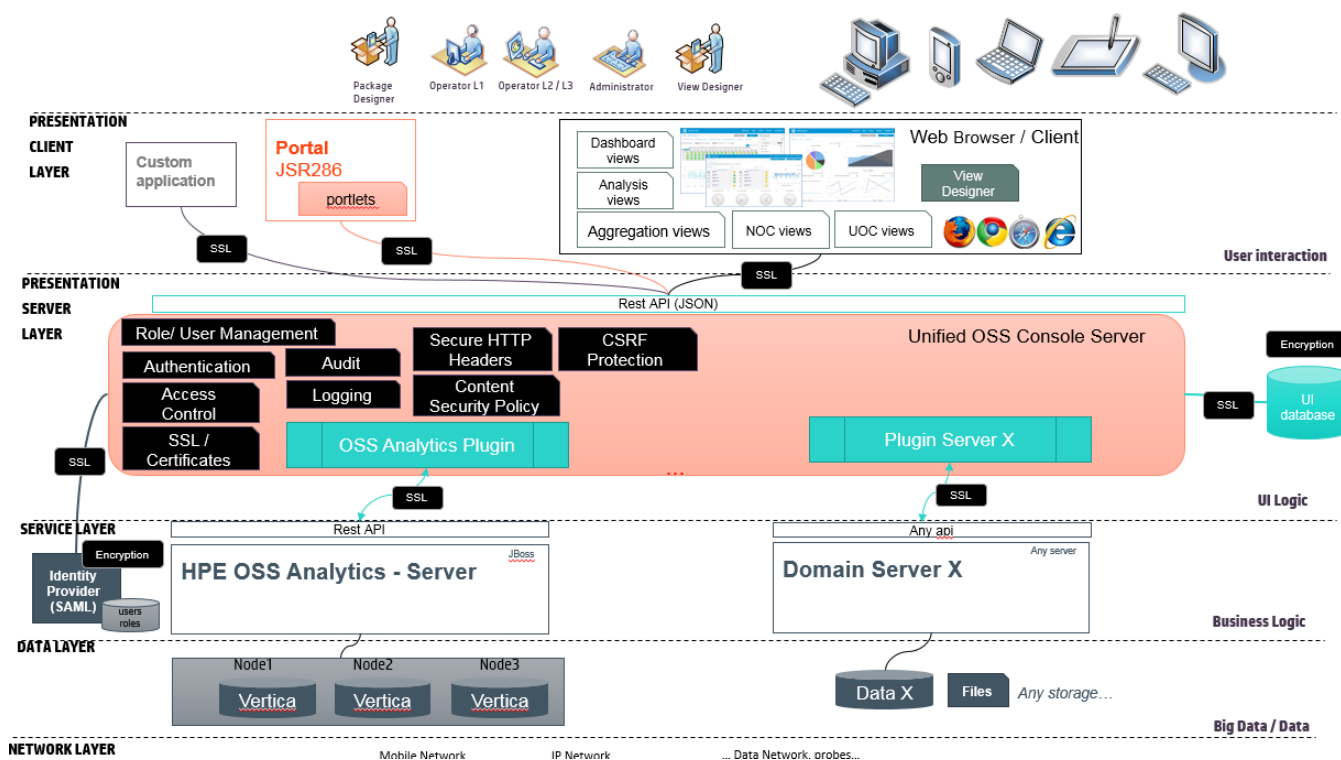 Package
Designer
Operator L1
Operator L2 / L3
Administrator
View Designer
PRESENTATION
CLIENT
LAYER
Custom
application
Portal
JSR286
portlets
Dashboard
views
Analysis
views
Aggregation views
NOC views
UOC views
Web Browser / Client
View
Designer
SSL
SSL
SSL
User interaction
PRESENTATION
SERVER
LAYER
Rest API (JSON)
Role/ User Management
Authentication
Access
Control
SSL /
Certificates
Audit
Logging
Secure HTTP
Headers
Content
Security Policy
CSRF
Protection
Unified OSS Console Server
OSS Analytics Plugin
...
Plugin Server X
Encryption
UI
database
SSL
SSL
SSL
SSL
UI Logic
SERVICE LAYER
Rest API
Any api
Encryption
Identity
Provider
(SAML)
users
roles
JBoss
HPE OSS Analytics - Server
Any server
Domain Server X
Business Logic
DATA LAYER
Node1
Node2
Node3
Vertica
Vertica
Vertica
Data X
Files
Any storage...
Big Data / Data
NETWORK LAYER
Mobile Network
IP Network
... Data Network, probes...